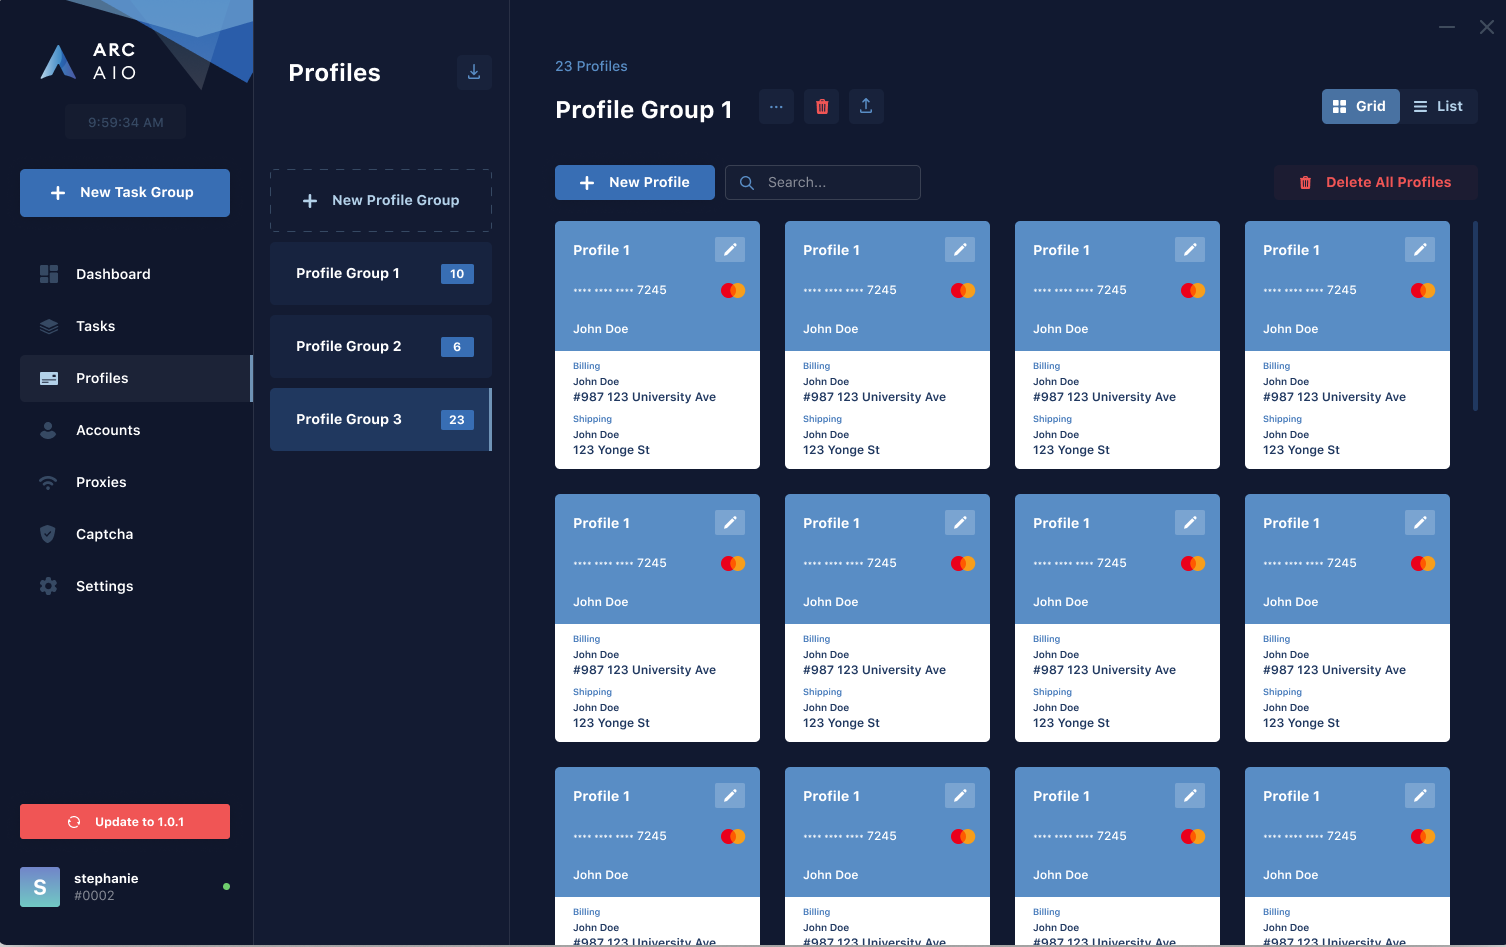 ARC
AIO
9:59:34 AM
New Task Group
Dashboard
Tasks
Profiles
Accounts
Proxies
Captcha
Settings
Update to 1.0.1
S
stephanie
#0002
Profiles
New Profile Group
Profile Group 1 10
Profile Group 2 6
Profile Group 3 23
23 Profiles
Profile Group 1
Grid List
New Profile
Search...
Delete All Profiles
Profile 1 Profile 1 Profile 1 Profile 1
•••• •••• •••• 7245 •••• •••• •••• 7245 •••• •••• •••• 7245 •••• •••• •••• 7245
John Doe John Doe John Doe John Doe
Billing Billing Billing Billing
John Doe John Doe John Doe John Doe
#987 123 University Ave #987 123 University Ave #987 123 University Ave #987 123 University Ave
Shipping Shipping Shipping Shipping
John Doe John Doe John Doe John Doe
123 Yonge St 123 Yonge St 123 Yonge St 123 Yonge St
Profile 1 Profile 1 Profile 1 Profile 1
•••• •••• •••• 7245 •••• •••• •••• 7245 •••• •••• •••• 7245 •••• •••• •••• 7245
John Doe John Doe John Doe John Doe
Billing Billing Billing Billing
John Doe John Doe John Doe John Doe
#987 123 University Ave #987 123 University Ave #987 123 University Ave #987 123 University Ave
Shipping Shipping Shipping Shipping
John Doe John Doe John Doe John Doe
123 Yonge St 123 Yonge St 123 Yonge St 123 Yonge St
Profile 1 Profile 1 Profile 1 Profile 1
•••• •••• •••• 7245 •••• •••• •••• 7245 •••• •••• •••• 7245 •••• •••• •••• 7245
John Doe John Doe John Doe John Doe
Billing Billing Billing Billing
John Doe John Doe John Doe John Doe
#987 123 University Ave #987 123 University Ave #987 123 University Ave #987 123 University Ave